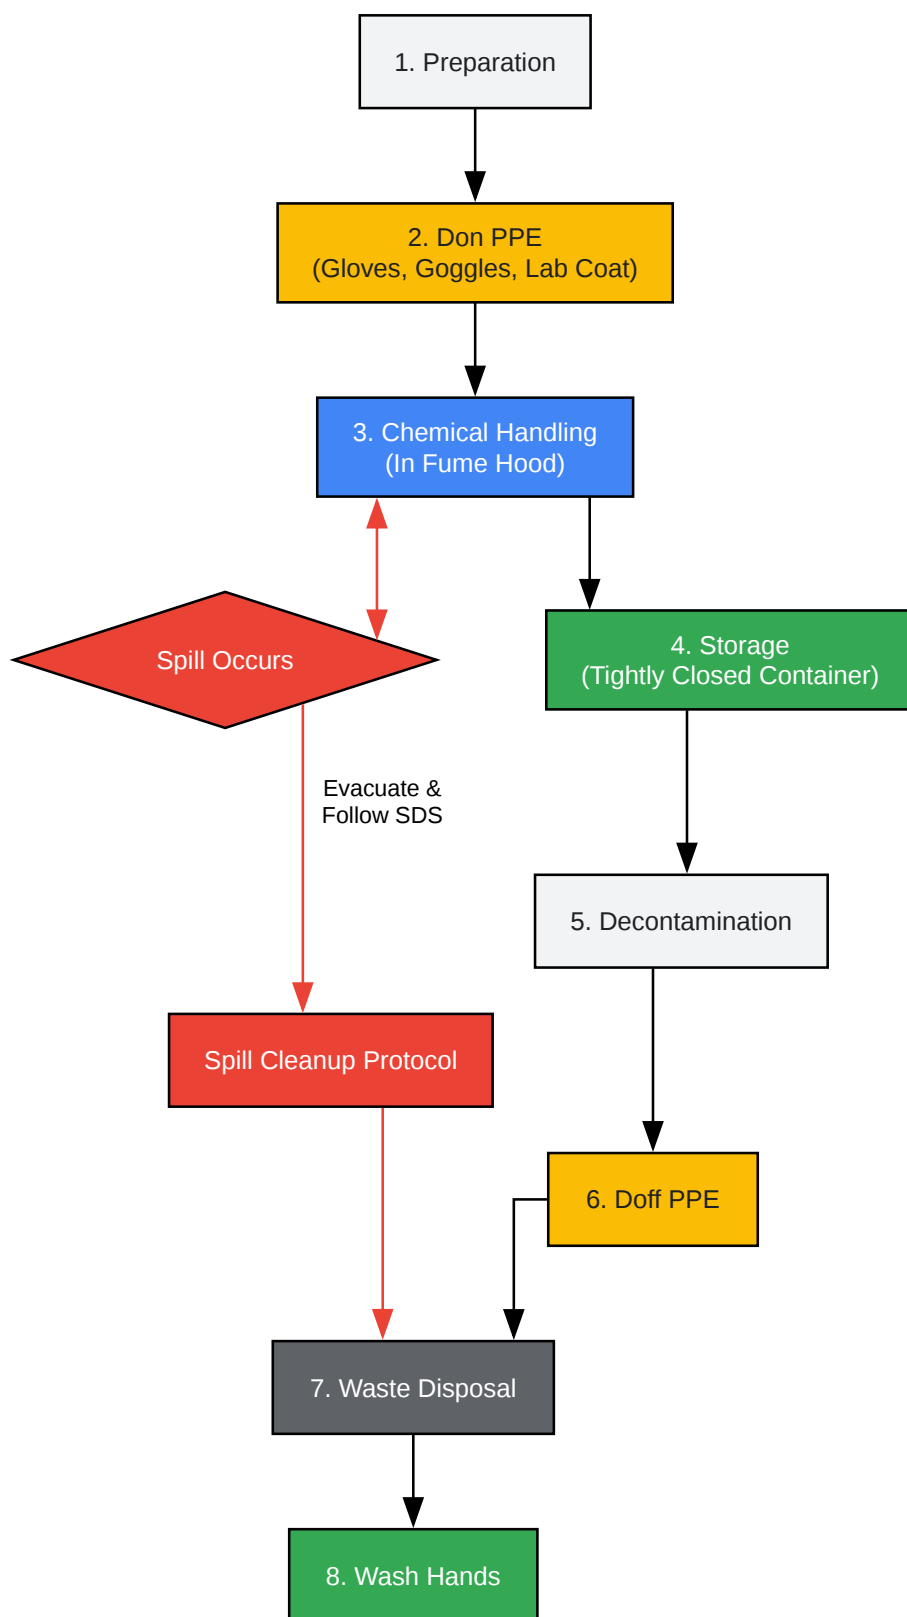 1. Preparation
2. Don PPE
(Gloves, Goggles, Lab Coat)
3. Chemical Handling
(In Fume Hood)
Spill Occurs
4. Storage
(Tightly Closed Container)
Evacuate &
Follow SDS
5. Decontamination
Spill Cleanup Protocol
6. Doff PPE
7. Waste Disposal
8. Wash Hands